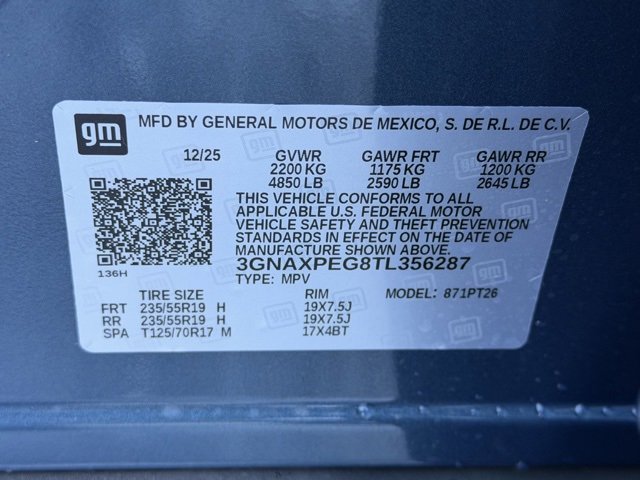 gm
MFD BY GENERAL MOTORS DE MEXICO, S. DE R.L. DE C.V.
12/25 GVWR GAWR FRT GAWR RR
2200 KG 1175 KG 1200 KG
4850 LB 2590 LB 2645 LB
THIS VEHICLE CONFORMS TO ALL
APPLICABLE U.S. FEDERAL MOTOR
VEHICLE SAFETY AND THEFT PREVENTION
STANDARDS IN EFFECT ON THE DATE OF
MANUFACTURE SHOWN ABOVE.
3GNAXPEG8TL356287
136H
TYPE: MPV MODEL: 871PT26
TIRE SIZE RIM
FRT 235/55R19 H 19X7.5J
RR 235/55R19 H 19X7.5J
SPA T125/70R17 M 17X4BT